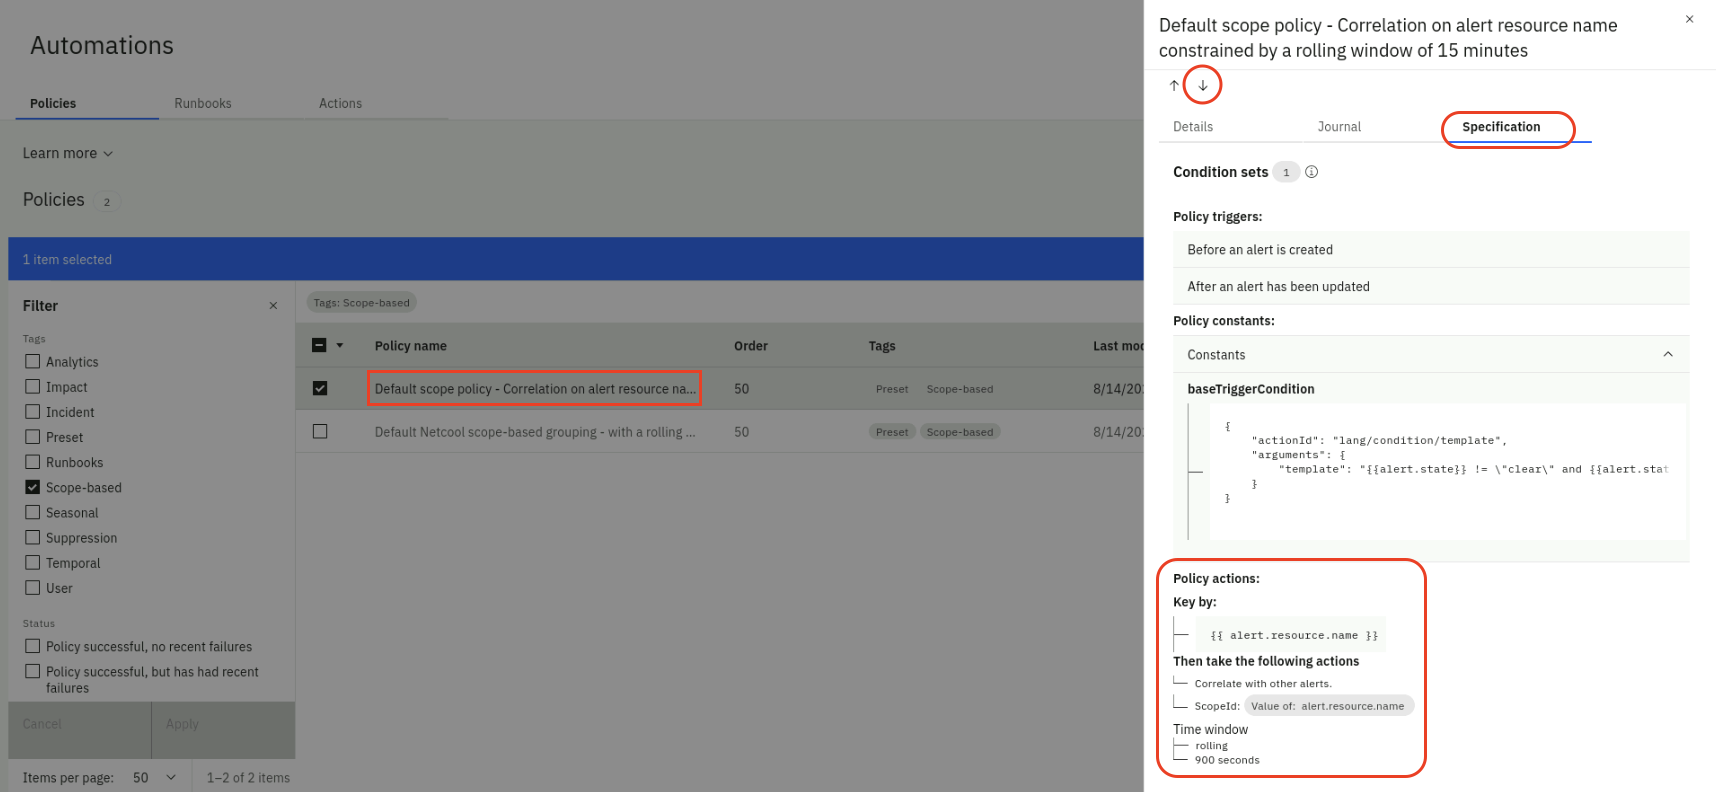 Automations
Policies
Runbooks
Actions
Learn more
Policies 2
1 item selected
Filter
Tags
Analytics
Impact
Incident
Preset
Runbooks
Scope-based
Seasonal
Suppression
Temporal
User
Status
Policy successful, no recent failures
Policy successful, but has had recent
failures
Cancel
Apply
Items per page: 50
1–2 of 2 items
Tags: Scope-based
Policy name Order Tags Last mod
Default scope policy - Correlation on alert resource na... 50 Preset Scope-based 8/14/20
Default Netcool scope-based grouping - with a rolling ... 50 Preset Scope-based 8/14/20
Default scope policy - Correlation on alert resource name
constrained by a rolling window of 15 minutes
Details
Journal
Specification
Condition sets 1
Policy triggers:
Before an alert is created
After an alert has been updated
Policy constants:
Constants
baseTriggerCondition
{
"actionId": "lang/condition/template",
"arguments": {
"template": "{{alert.state}} != \"clear\" and {{alert.stat
}
}
Policy actions:
Key by:
{{ alert.resource.name }}
Then take the following actions
Correlate with other alerts.
ScopeId: Value of: alert.resource.name
Time window
rolling
900 seconds